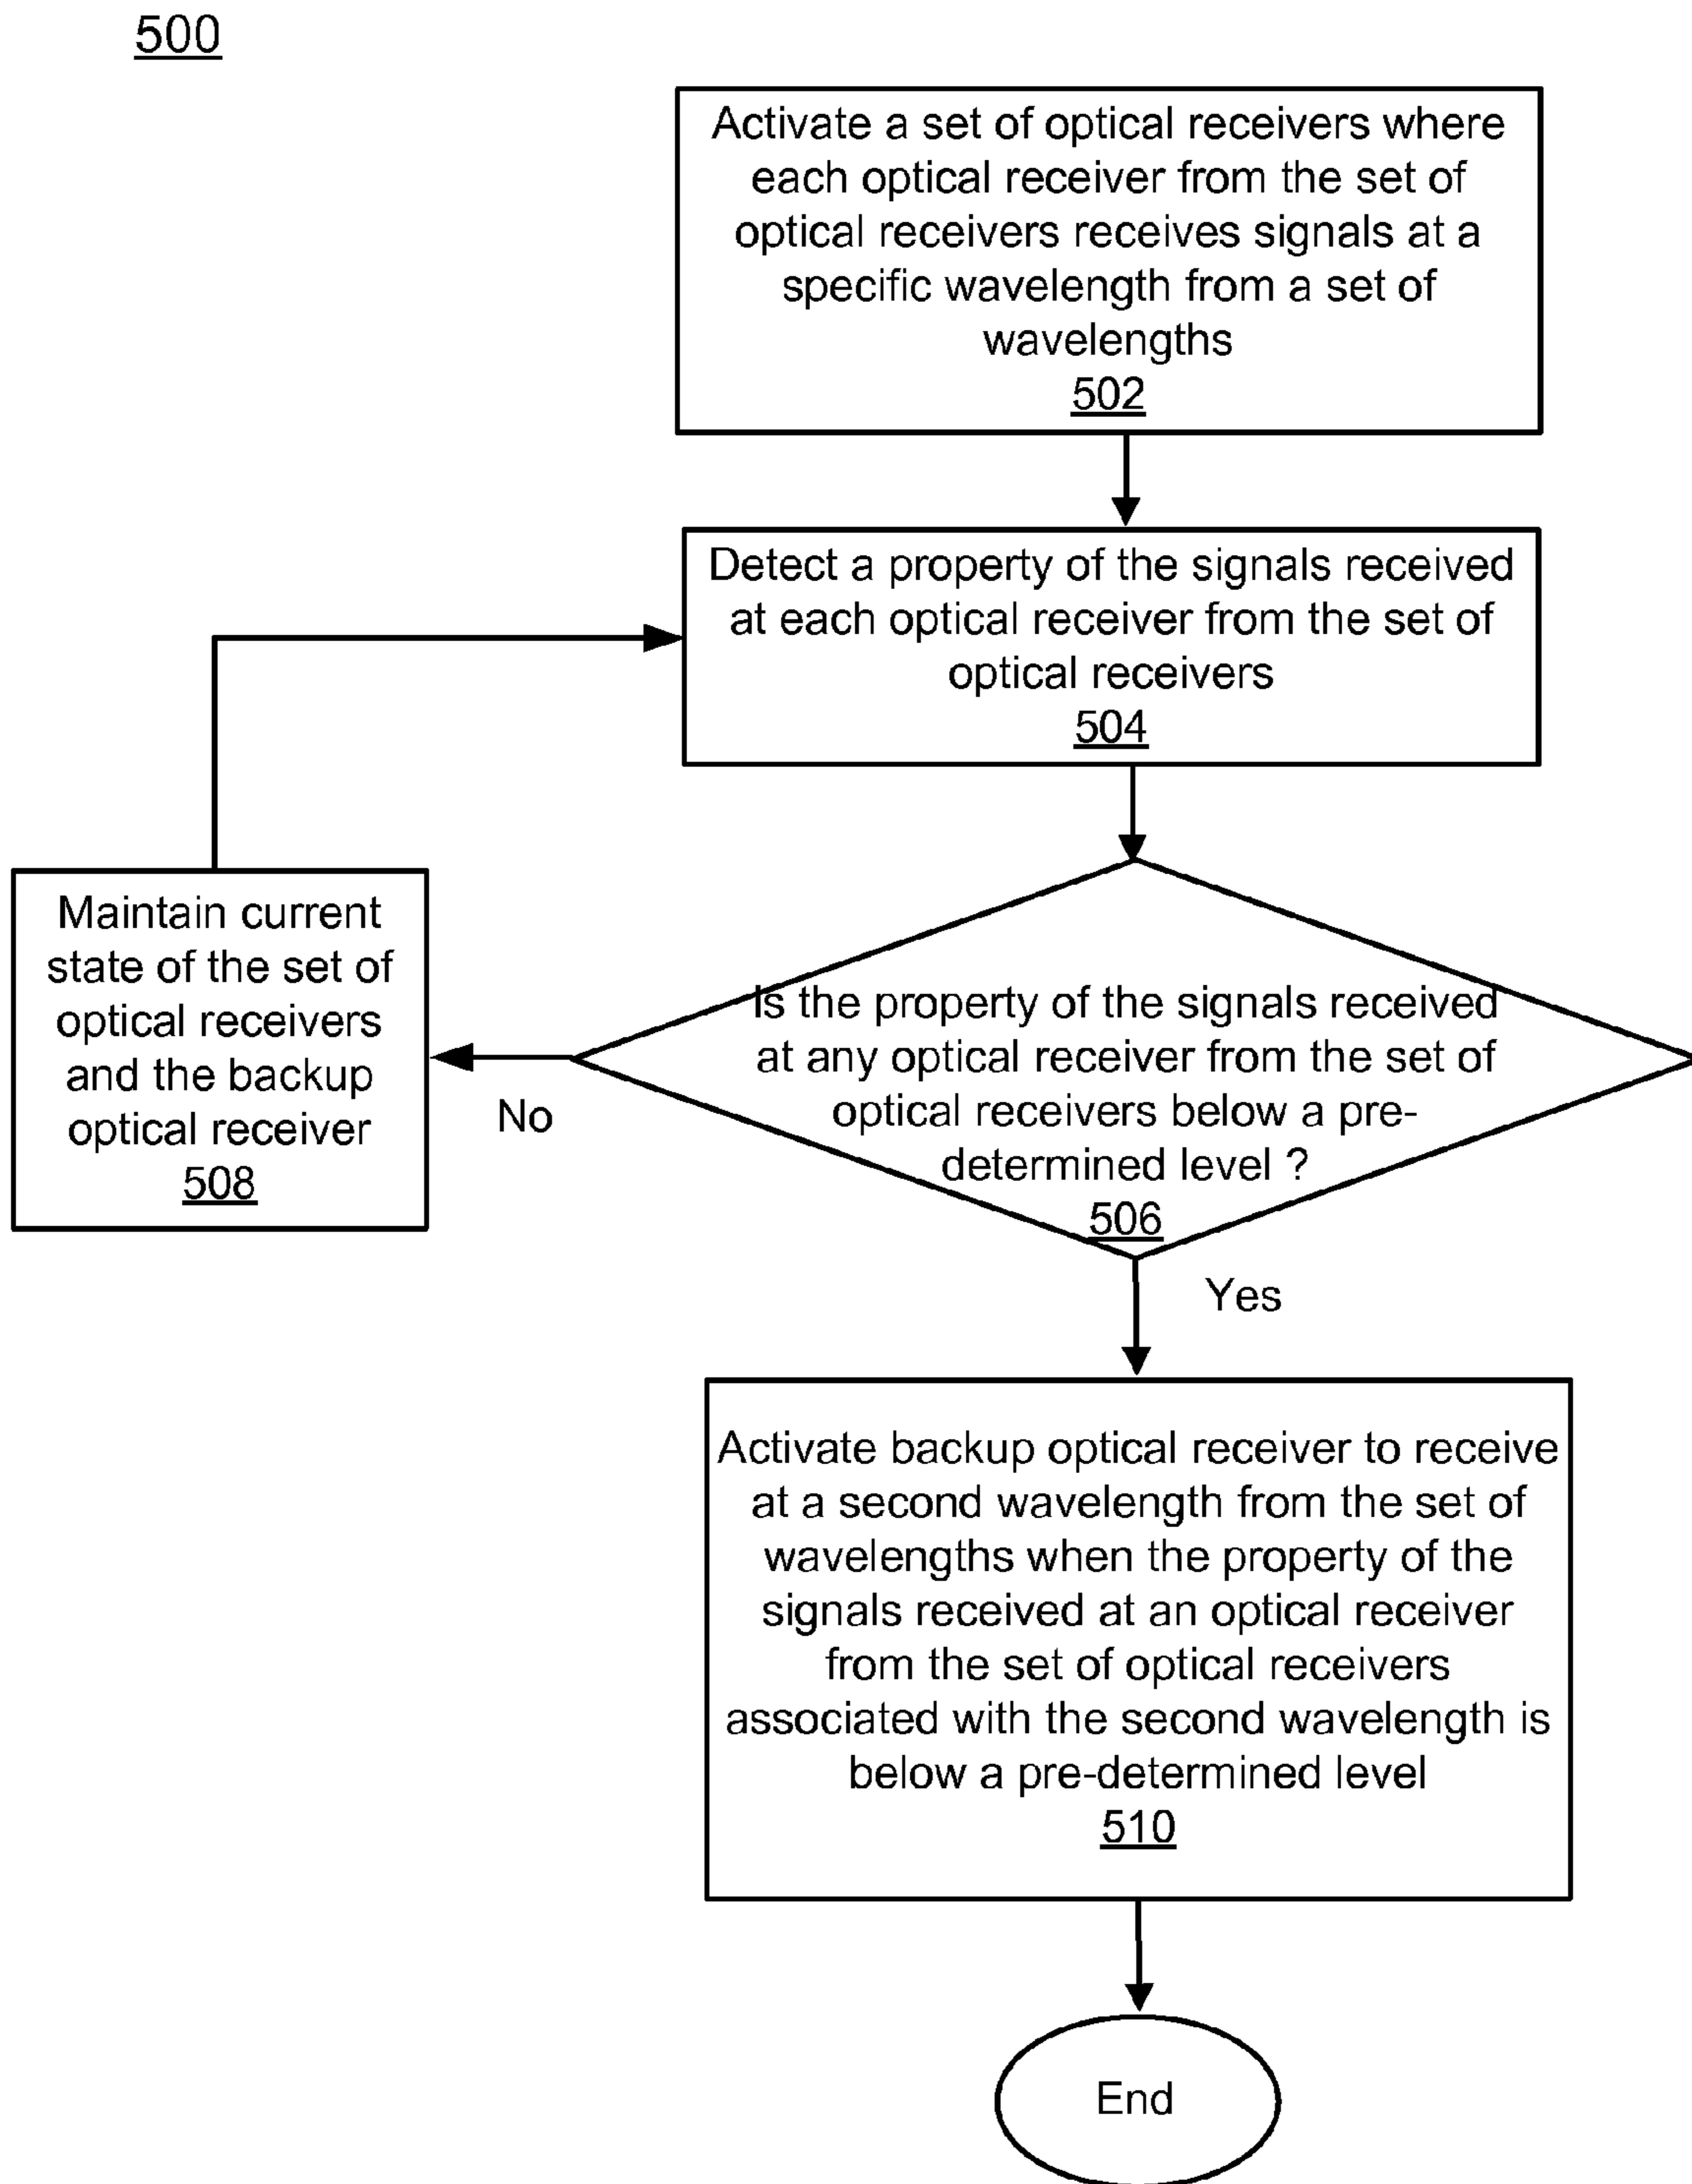 500
Activate a set of optical receivers where
each optical receiver from the set of
optical receivers receives signals at a
specific wavelength from a set of
wavelengths
502
Detect a property of the signals received
at each optical receiver from the set of
optical receivers
504
Is the property of the signals received
at any optical receiver from the set of
optical receivers below a pre-
determined level ?
506
No
Maintain current
state of the set of
optical receivers
and the backup
optical receiver
508
Yes
Activate backup optical receiver to receive
at a second wavelength from the set of
wavelengths when the property of the
signals received at an optical receiver
from the set of optical receivers
associated with the second wavelength is
below a pre-determined level
510
End